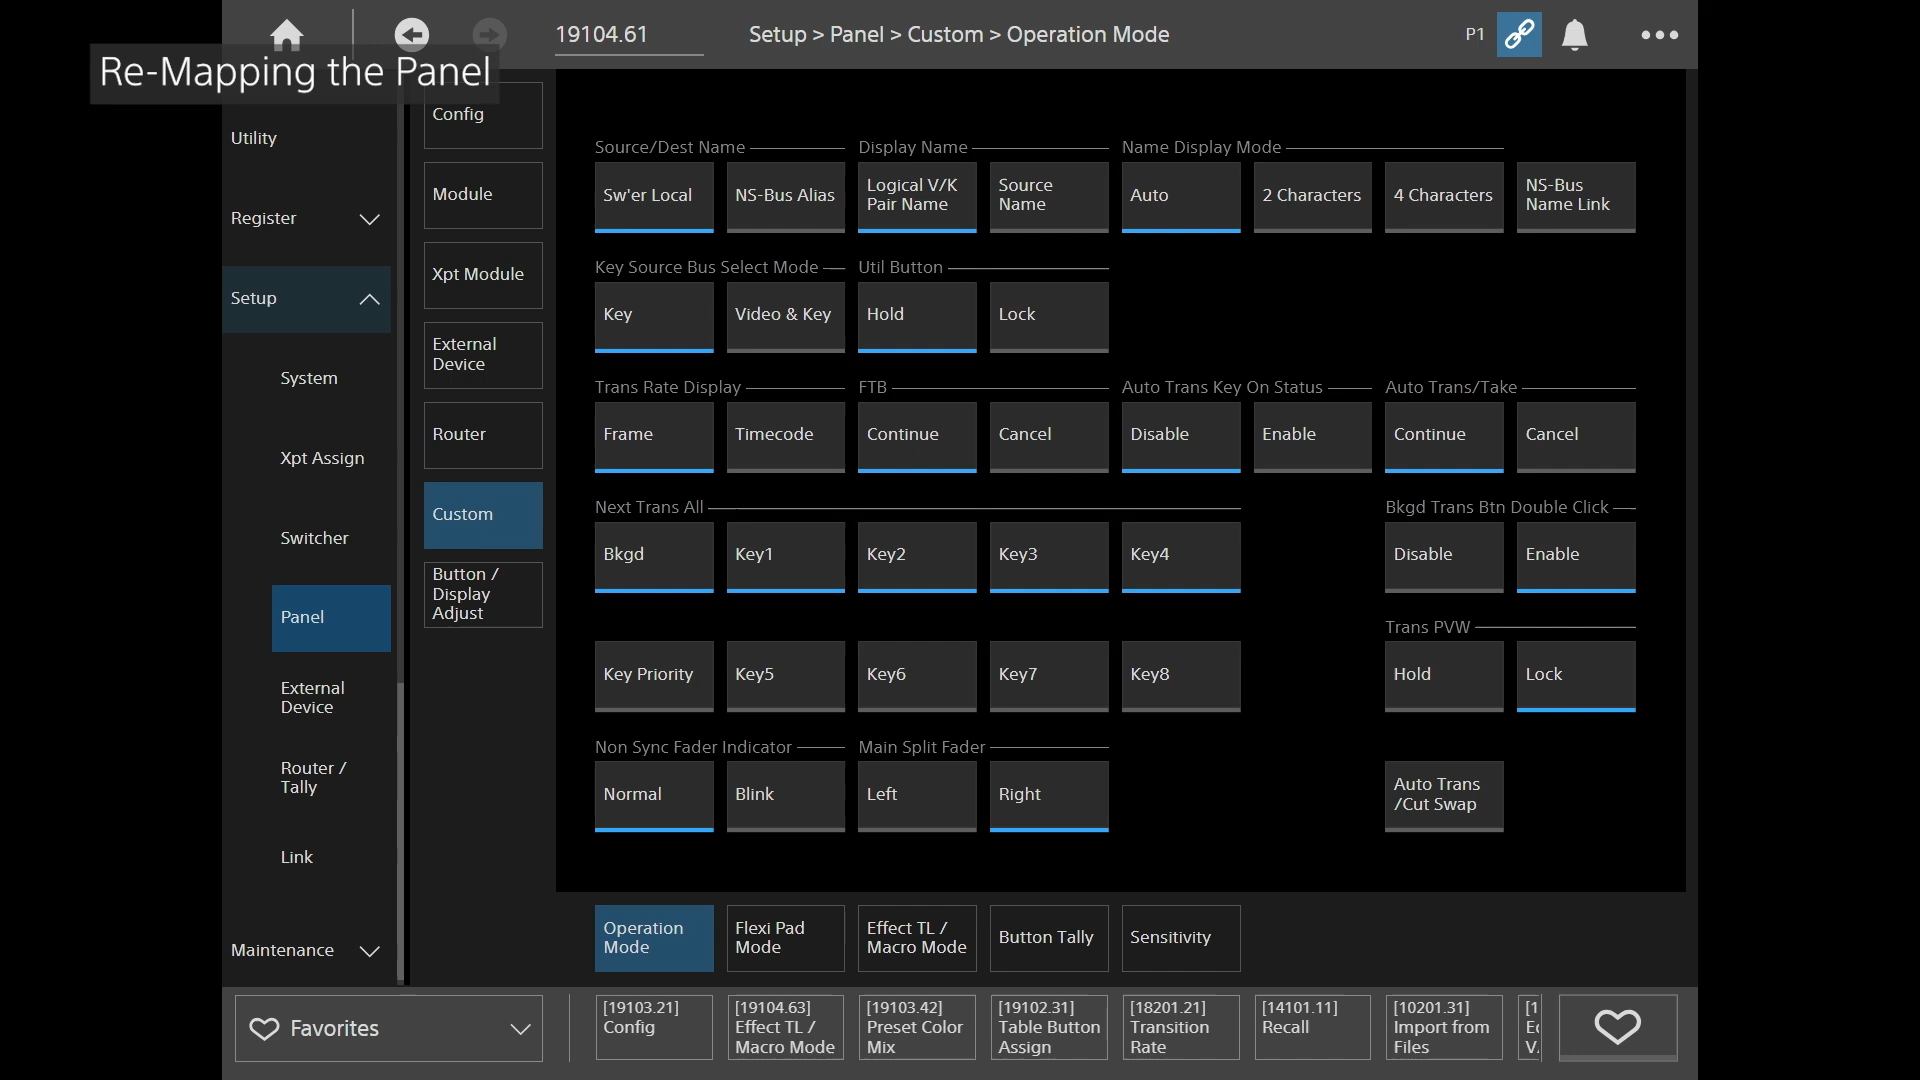 19104.61
Setup > Panel > Custom > Operation Mode
P1
Re-Mapping the Panel
Utility
Register
Setup
System
Xpt Assign
Switcher
Panel
External
Device
Router /
Tally
Link
Maintenance
Config
Module
Xpt Module
External
Device
Router
Custom
Button /
Display
Adjust
Source/Dest Name
Display Name
Name Display Mode
Sw'er Local
NS-Bus Alias
Logical V/K
Pair Name
Source
Name
Auto
2 Characters
4 Characters
NS-Bus
Name Link
Key Source Bus Select Mode
Util Button
Key
Video & Key
Hold
Lock
Trans Rate Display
FTB
Auto Trans Key On Status
Auto Trans/Take
Frame
Timecode
Continue
Cancel
Disable
Enable
Continue
Cancel
Next Trans All
Bkgd Trans Btn Double Click
Bkgd
Key1
Key2
Key3
Key4
Disable
Enable
Trans PVW
Key Priority
Key5
Key6
Key7
Key8
Hold
Lock
Non Sync Fader Indicator
Main Split Fader
Normal
Blink
Left
Right
Auto Trans
/Cut Swap
Operation
Mode
Flexi Pad
Mode
Effect TL /
Macro Mode
Button Tally
Sensitivity
Favorites
[19103.21]
Config
[19104.63]
Effect TL /
Macro Mode
[19103.42]
Preset Color
Mix
[19102.31]
Table Button
Assign
[18201.21]
Transition
Rate
[14101.11]
Recall
[10201.31]
Import from
Files